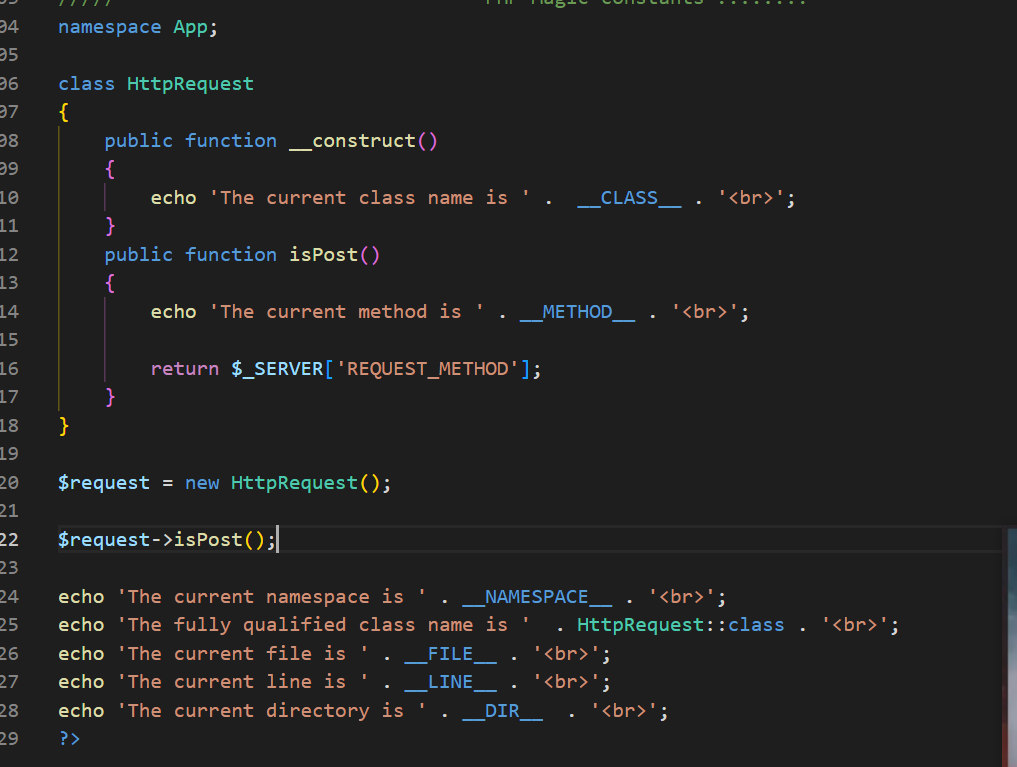 ///// PHP Magic Constants ........
04 namespace App;
05
06 class HttpRequest
07 {
08     public function __construct()
09     {
10         echo 'The current class name is ' .  __CLASS__ . '<br>';
11     }
12     public function isPost()
13     {
14         echo 'The current method is ' . __METHOD__ . '<br>';
15
16         return $_SERVER['REQUEST_METHOD'];
17     }
18 }
19
20 $request = new HttpRequest();
21
22 $request->isPost();
23
24 echo 'The current namespace is ' . __NAMESPACE__ . '<br>';
25 echo 'The fully qualified class name is '  . HttpRequest::class . '<br>';
26 echo 'The current file is ' . __FILE__ . '<br>';
27 echo 'The current line is ' . __LINE__ . '<br>';
28 echo 'The current directory is ' . __DIR__  . '<br>';
29 ?>